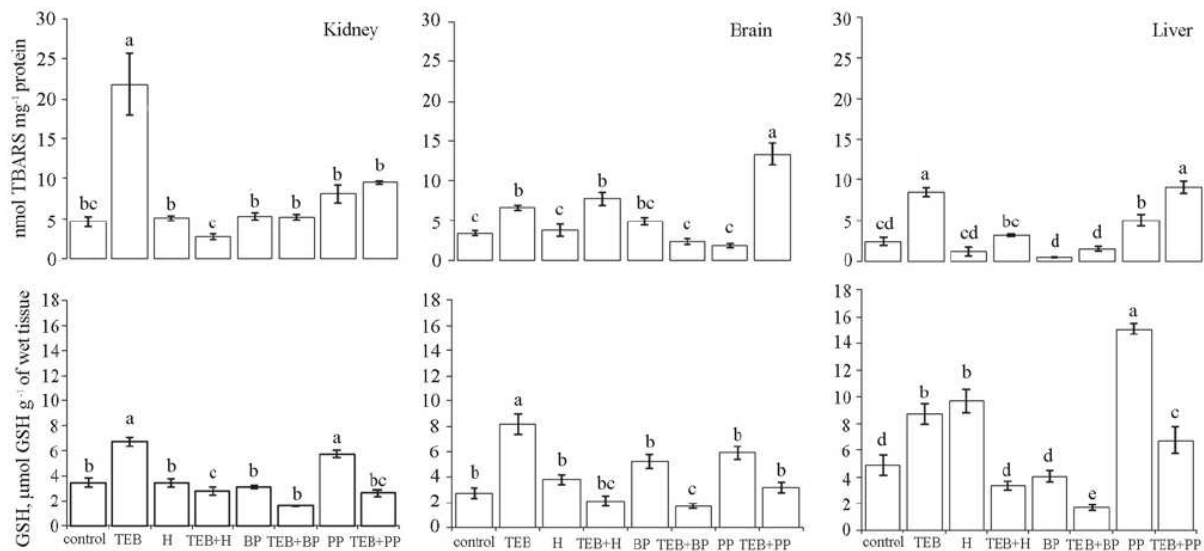 nmol TBARS mg⁻¹ protein
30
25
20
15
10
5
0
Kidney
bc
a
b
c
b
b
b
b
30
25
20
15
10
5
0
Brain
c
b
c
b
bc
c
c
a
30
25
20
15
10
5
0
Liver
cd
a
cd
bc
d
d
b
a
GSH, μmol GSH g⁻¹ of wet tissue
18
16
14
12
10
8
6
4
2
0
b
a
b
c
b
b
a
bc
control TEB H TEB+H BP TEB+BP PP TEB+PP
18
16
14
12
10
8
6
4
2
0
b
a
b
bc
b
c
b
b
control TEB H TEB+H BP TEB+BP PP TEB+PP
18
16
14
12
10
8
6
4
2
0
d
b
b
d
d
e
a
c
control TEB H TEB+H BP TEB+BP PP TEB+PP